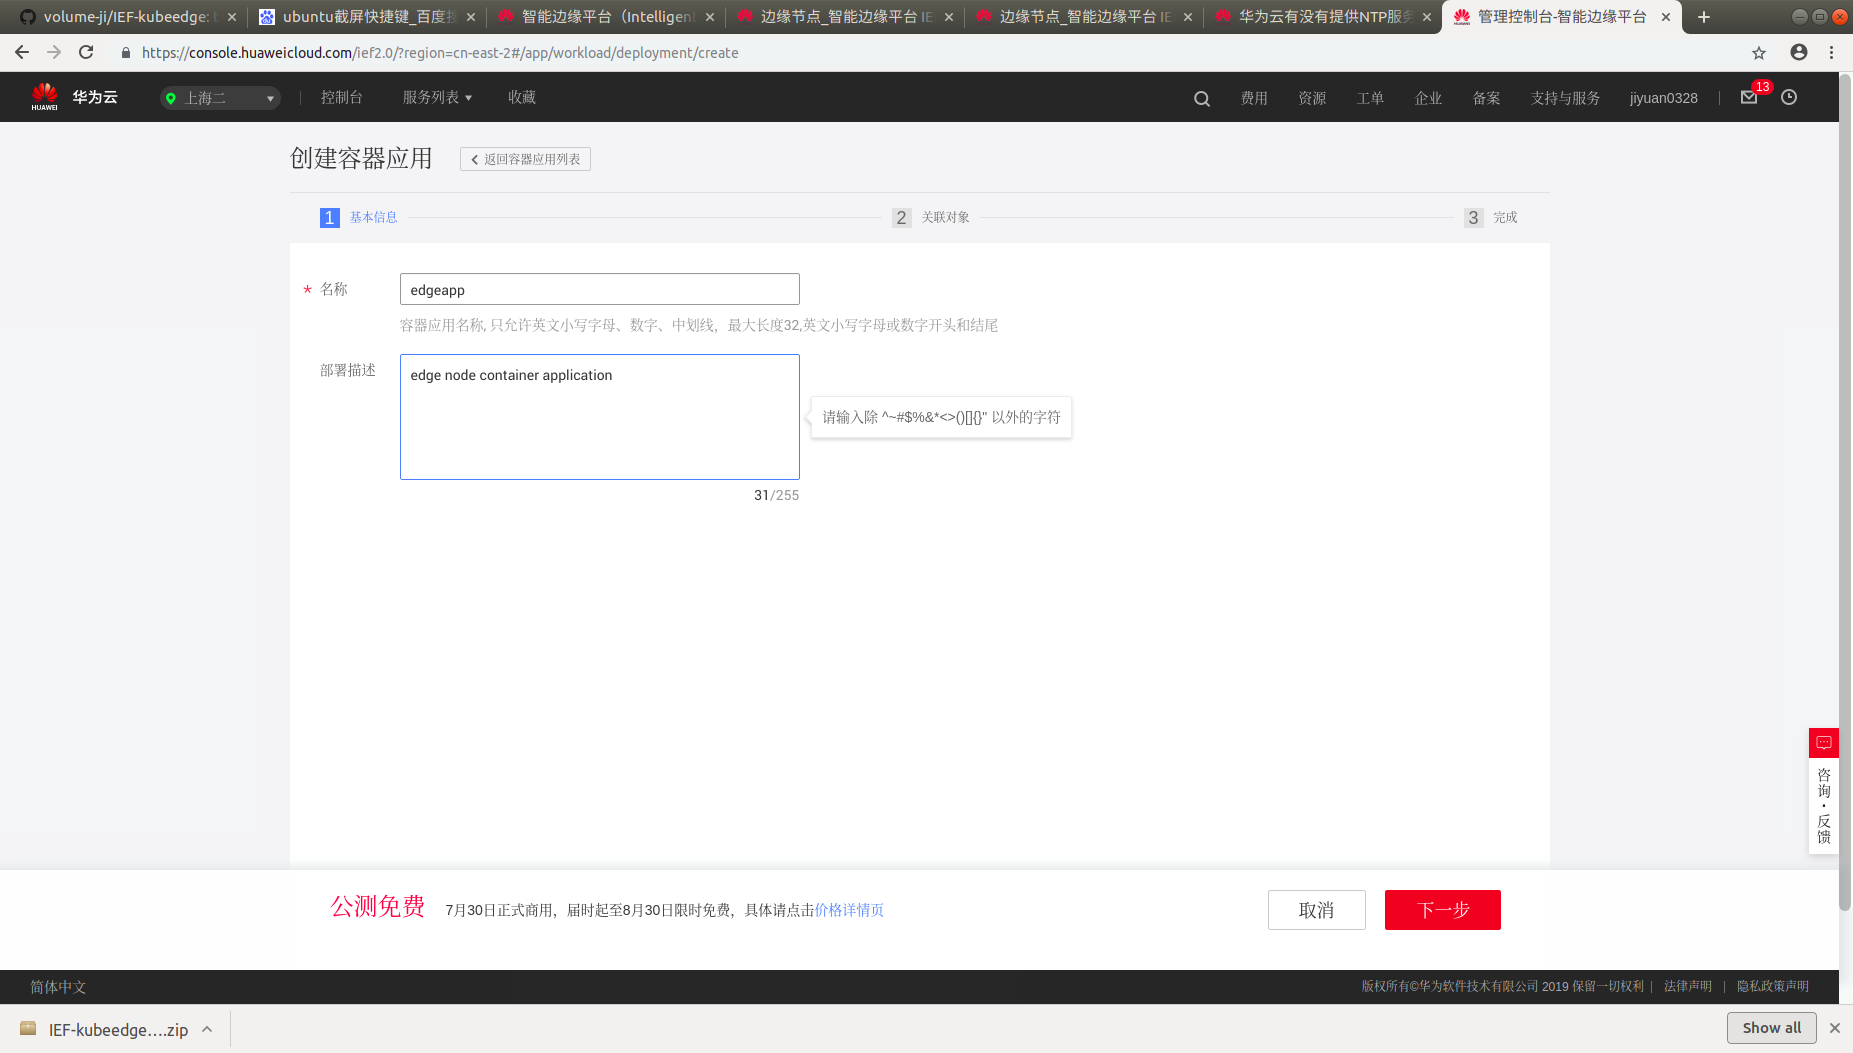 volume-ji/IEF-kubeedge: t
ubuntu截屏快捷键_百度搜
智能边缘平台（Intelligent
边缘节点_智能边缘平台 IE
边缘节点_智能边缘平台 IE
华为云有没有提供NTP服务
管理控制台-智能边缘平台
https://console.huaweicloud.com/ief2.0/?region=cn-east-2#/app/workload/deployment/create
HUAWEI 华为云 上海二 控制台 服务列表 收藏 费用 资源 工单 企业 备案 支持与服务 jiyuan0328 13
创建容器应用 返回容器应用列表
1 基本信息 2 关联对象 3 完成
* 名称 edgeapp
容器应用名称, 只允许英文小写字母、数字、中划线，最大长度32,英文小写字母或数字开头和结尾
部署描述 edge node container application
请输入除 ^~#$%&*<>()[]{}" 以外的字符
31/255
咨询·反馈
公测免费 7月30日正式商用，届时起至8月30日限时免费，具体请点击价格详情页 取消 下一步
简体中文 版权所有©华为软件技术有限公司 2019 保留一切权利 | 法律声明 | 隐私政策声明
IEF-kubeedge....zip Show all